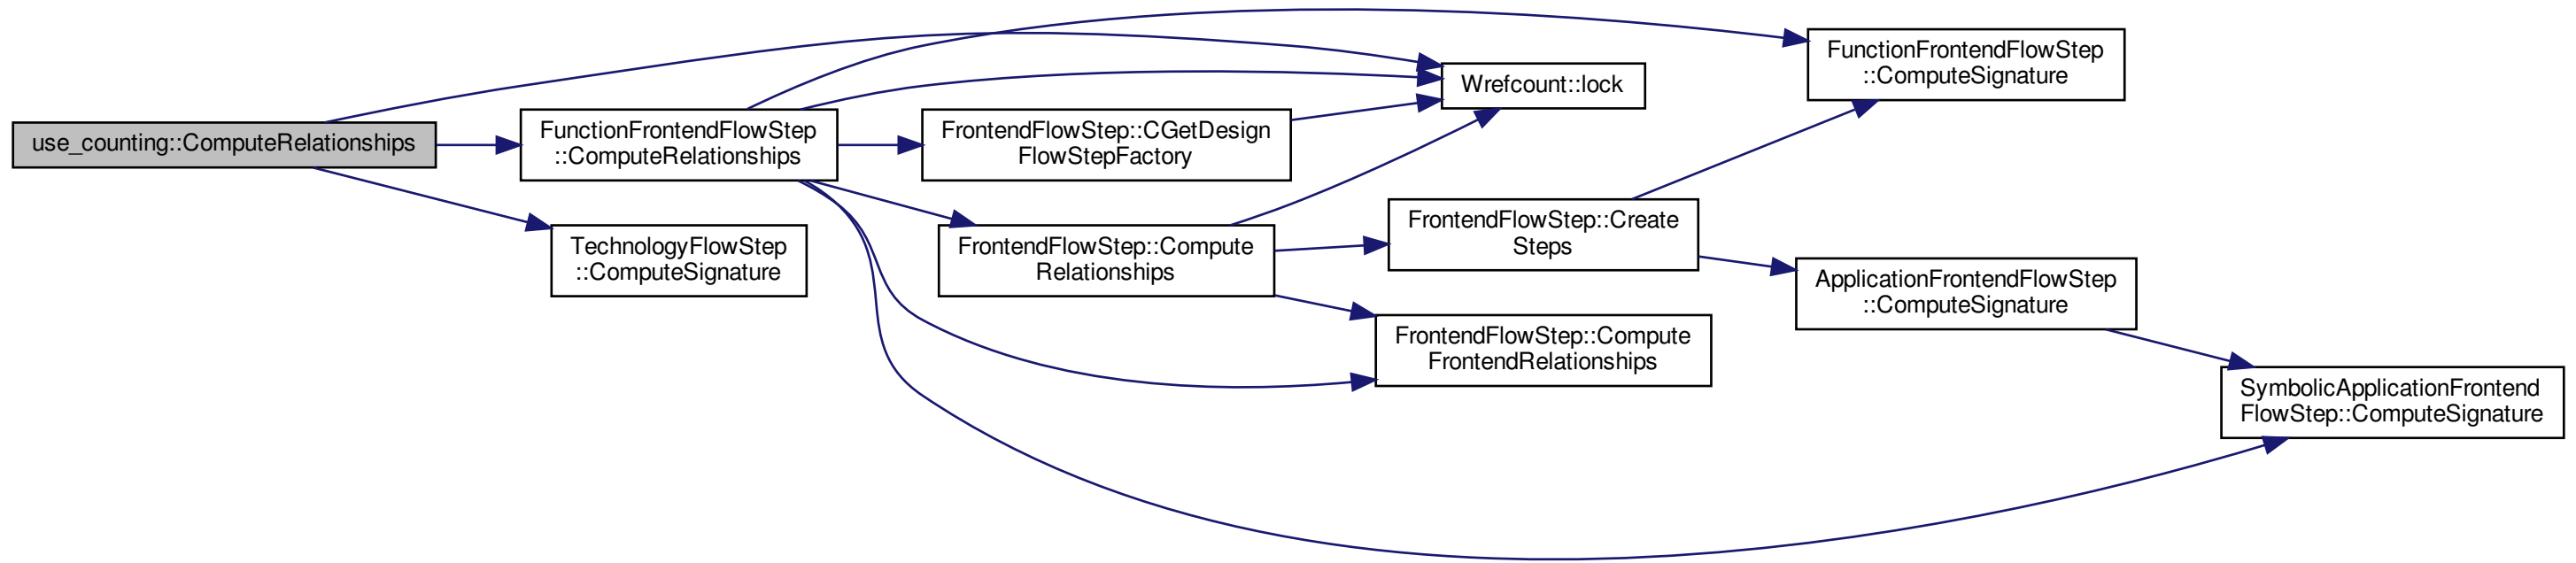 use_counting::ComputeRelationships
FunctionFrontendFlowStep
::ComputeRelationships
TechnologyFlowStep
::ComputeSignature
FrontendFlowStep::CGetDesign
FlowStepFactory
FrontendFlowStep::Compute
Relationships
Wrefcount::lock
FrontendFlowStep::Create
Steps
FrontendFlowStep::Compute
FrontendRelationships
FunctionFrontendFlowStep
::ComputeSignature
ApplicationFrontendFlowStep
::ComputeSignature
SymbolicApplicationFrontend
FlowStep::ComputeSignature